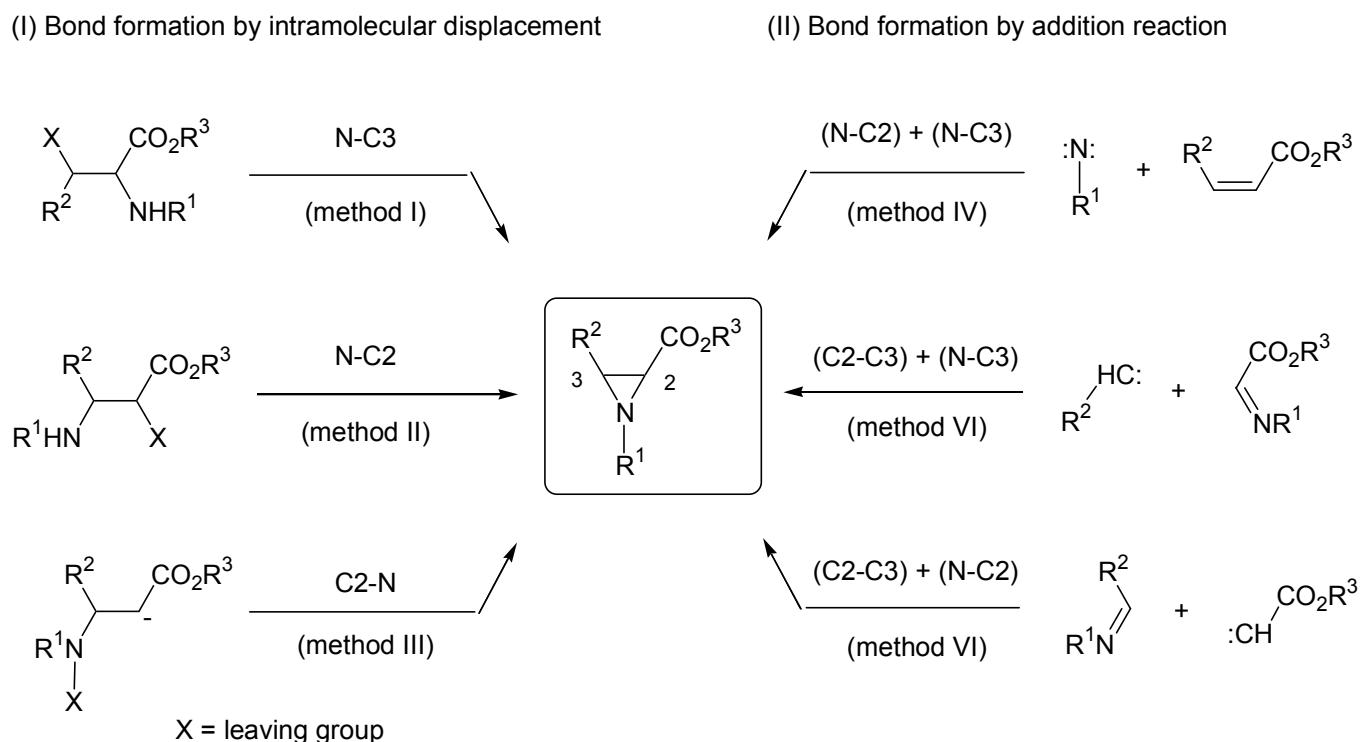 (I) Bond formation by intramolecular displacement
(II) Bond formation by addition reaction
X
CO2R3
R2
NHR1
N-C3
(method I)
(N-C2) + (N-C3)
(method IV)
:N:
R1
+
R2
CO2R3
R2
CO2R3
R1HN
X
N-C2
(method II)
R2
CO2R3
3
2
N
R1
(C2-C3) + (N-C3)
(method VI)
HC:
R2
+
CO2R3
NR1
R2
CO2R3
-
R1N
X
C2-N
(method III)
(C2-C3) + (N-C2)
(method VI)
R2
R1N
+
CO2R3
:CH
X = leaving group